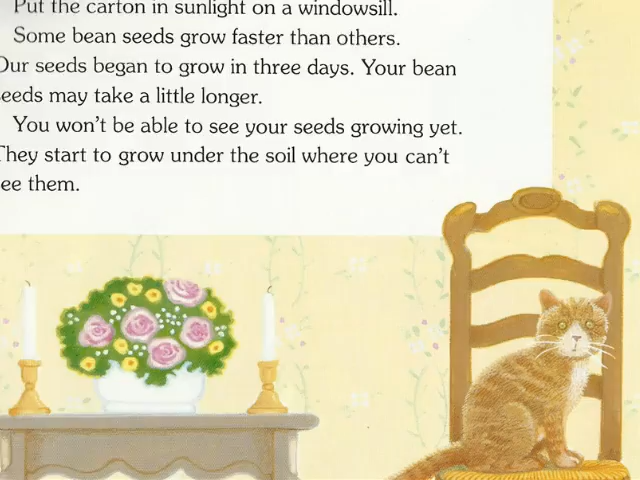 Put the carton in sunlight on a windowsill.
Some bean seeds grow faster than others.
Our seeds began to grow in three days. Your bean
seeds may take a little longer.
You won't be able to see your seeds growing yet.
They start to grow under the soil where you can't
see them.